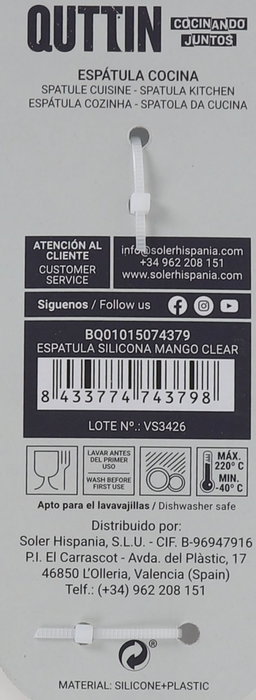 QUTTIN COCINANDO JUNTOS
ESPÁTULA COCINA
SPATULE CUISINE - SPATULA KITCHEN
ESPÁTULA COZINHA - SPATOLA DA CUCINA
ATENCIÓN AL CLIENTE
CUSTOMER SERVICE
info@solerhispania.com
+34 962 208 151
www.solerhispania.com
Siguenos / Follow us
BQ01015074379
ESPATULA SILICONA MANGO CLEAR
8 433774 743798
LOTE Nº.: VS3426
LAVAR ANTES DEL PRIMER USO
WASH BEFORE FIRST USE
MÁX. 220º C
MIN. -40º C
Apto para el lavavajillas / Dishwasher safe
Distribuido por:
Soler Hispania, S.L.U. - CIF. B-96947916
P.I. El Carrascot - Avda. del Plàstic, 17
46850 L'Olleria, Valencia (Spain)
Telf.: (+34) 962 208 151
MATERIAL: SILICONE+PLASTIC